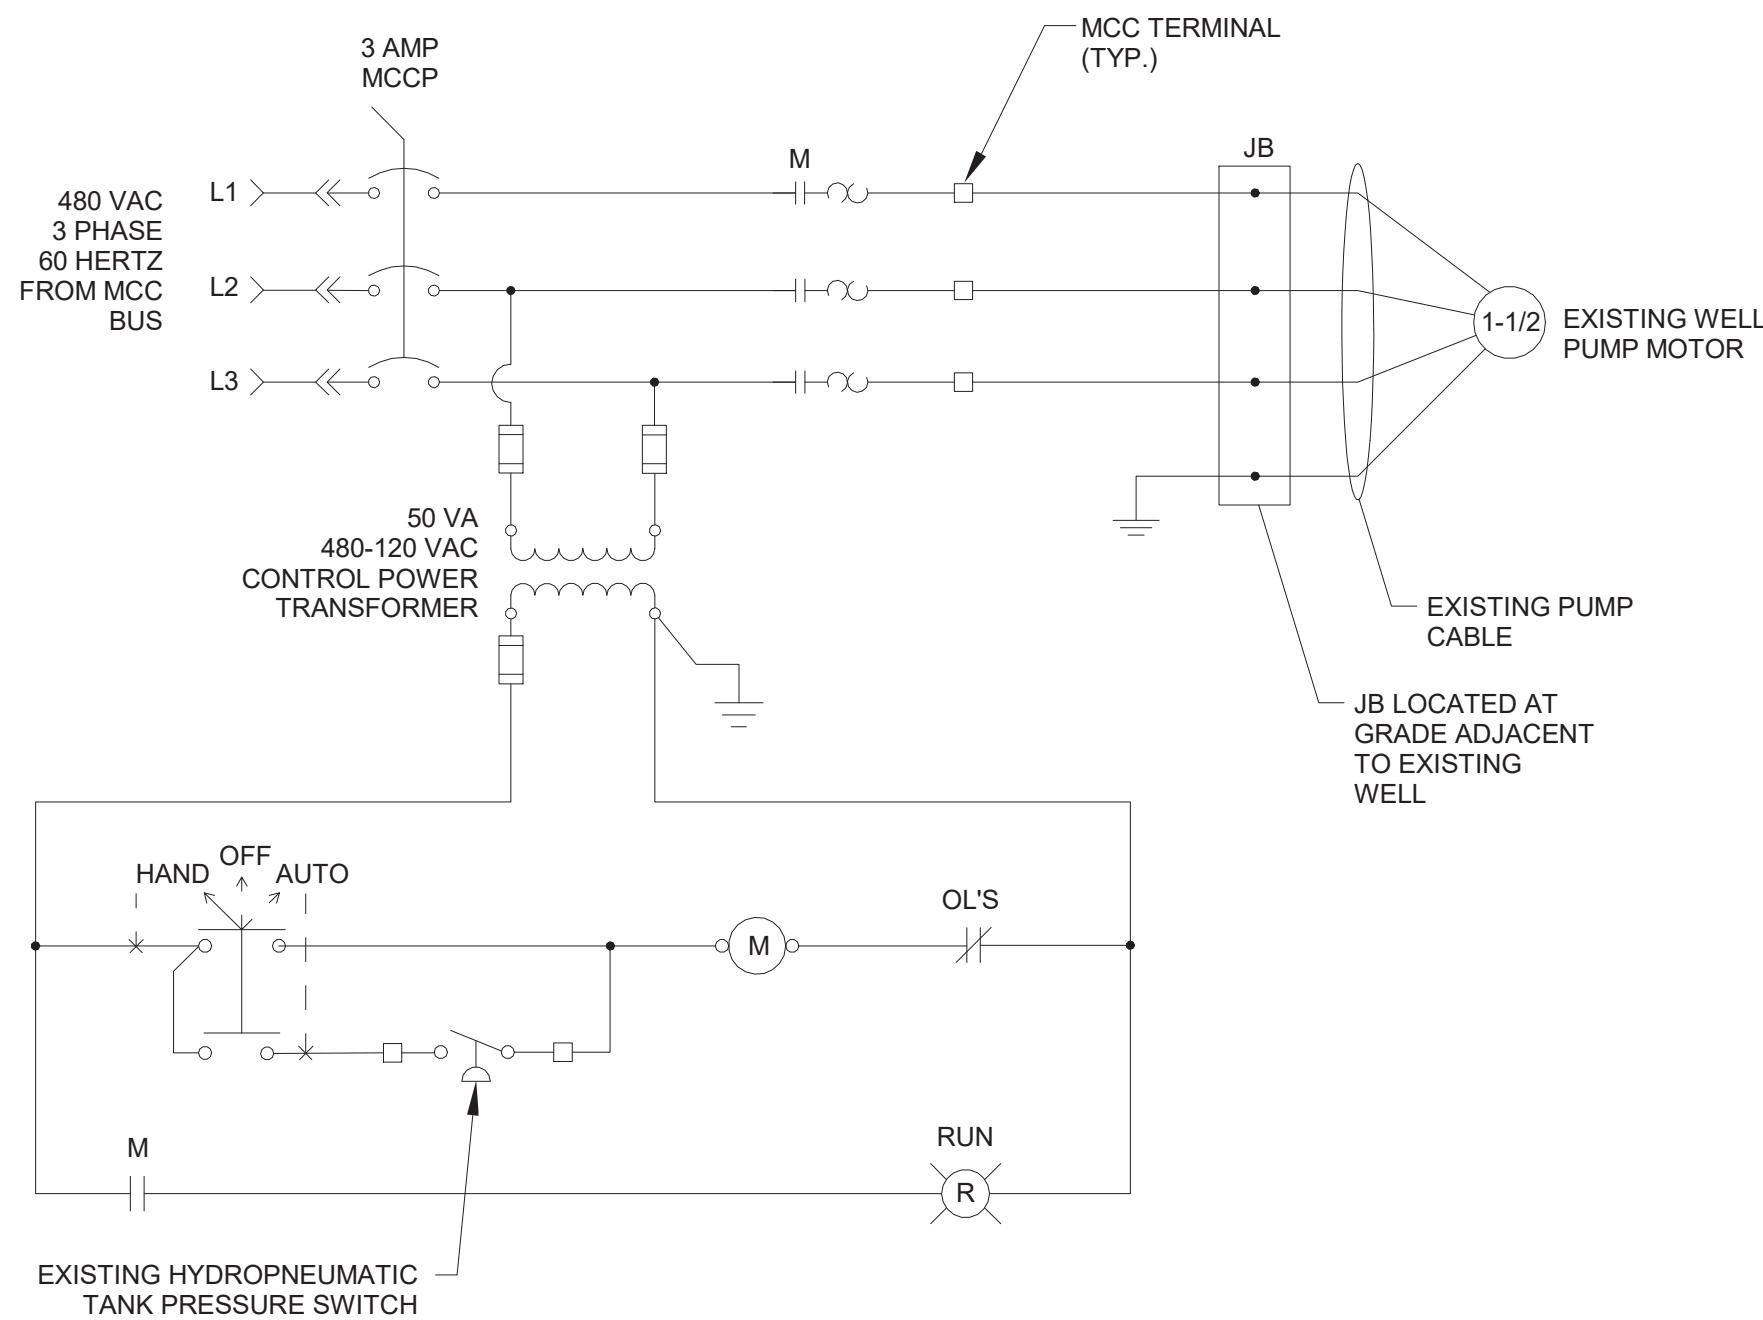 3 AMP
MCCP
MCC TERMINAL
(TYP.)
480 VAC
3 PHASE
60 HERTZ
FROM MCC
BUS
L1
L2
L3
M
JB
1-1/2
EXISTING WELL
PUMP MOTOR
50 VA
480-120 VAC
CONTROL POWER
TRANSFORMER
EXISTING PUMP
CABLE
JB LOCATED AT
GRADE ADJACENT
TO EXISTING
WELL
HAND
OFF
AUTO
M
OL'S
M
RUN
R
EXISTING HYDROPNEUMATIC
TANK PRESSURE SWITCH